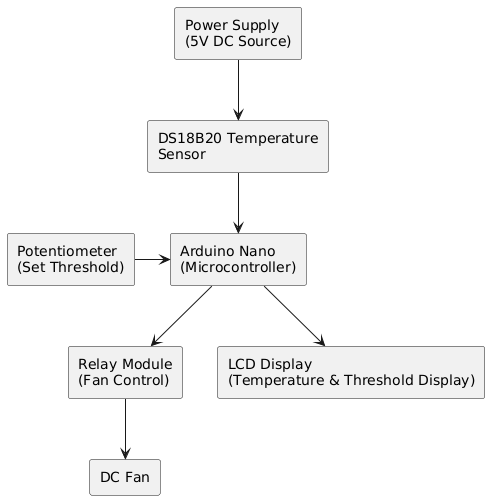 Power Supply
(5V DC Source)
DS18B20 Temperature
Sensor
Potentiometer
(Set Threshold)
Arduino Nano
(Microcontroller)
Relay Module
(Fan Control)
LCD Display
(Temperature & Threshold Display)
DC Fan